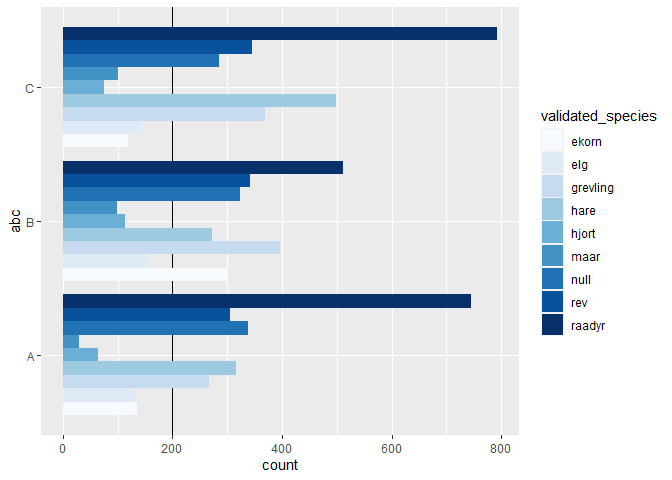 C
B
A
abc
0 200 400 600 800
count
validated_species
ekorn
elg
grevling
hare
hjort
maar
null
rev
raadyr